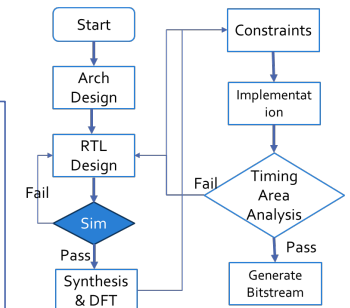 Start
Arch
Design
RTL
Design
Fail
Sim
Pass
Synthesis
& DFT
Constraints
Implementat
ion
Fail
Timing
Area
Analysis
Pass
Generate
Bitstream